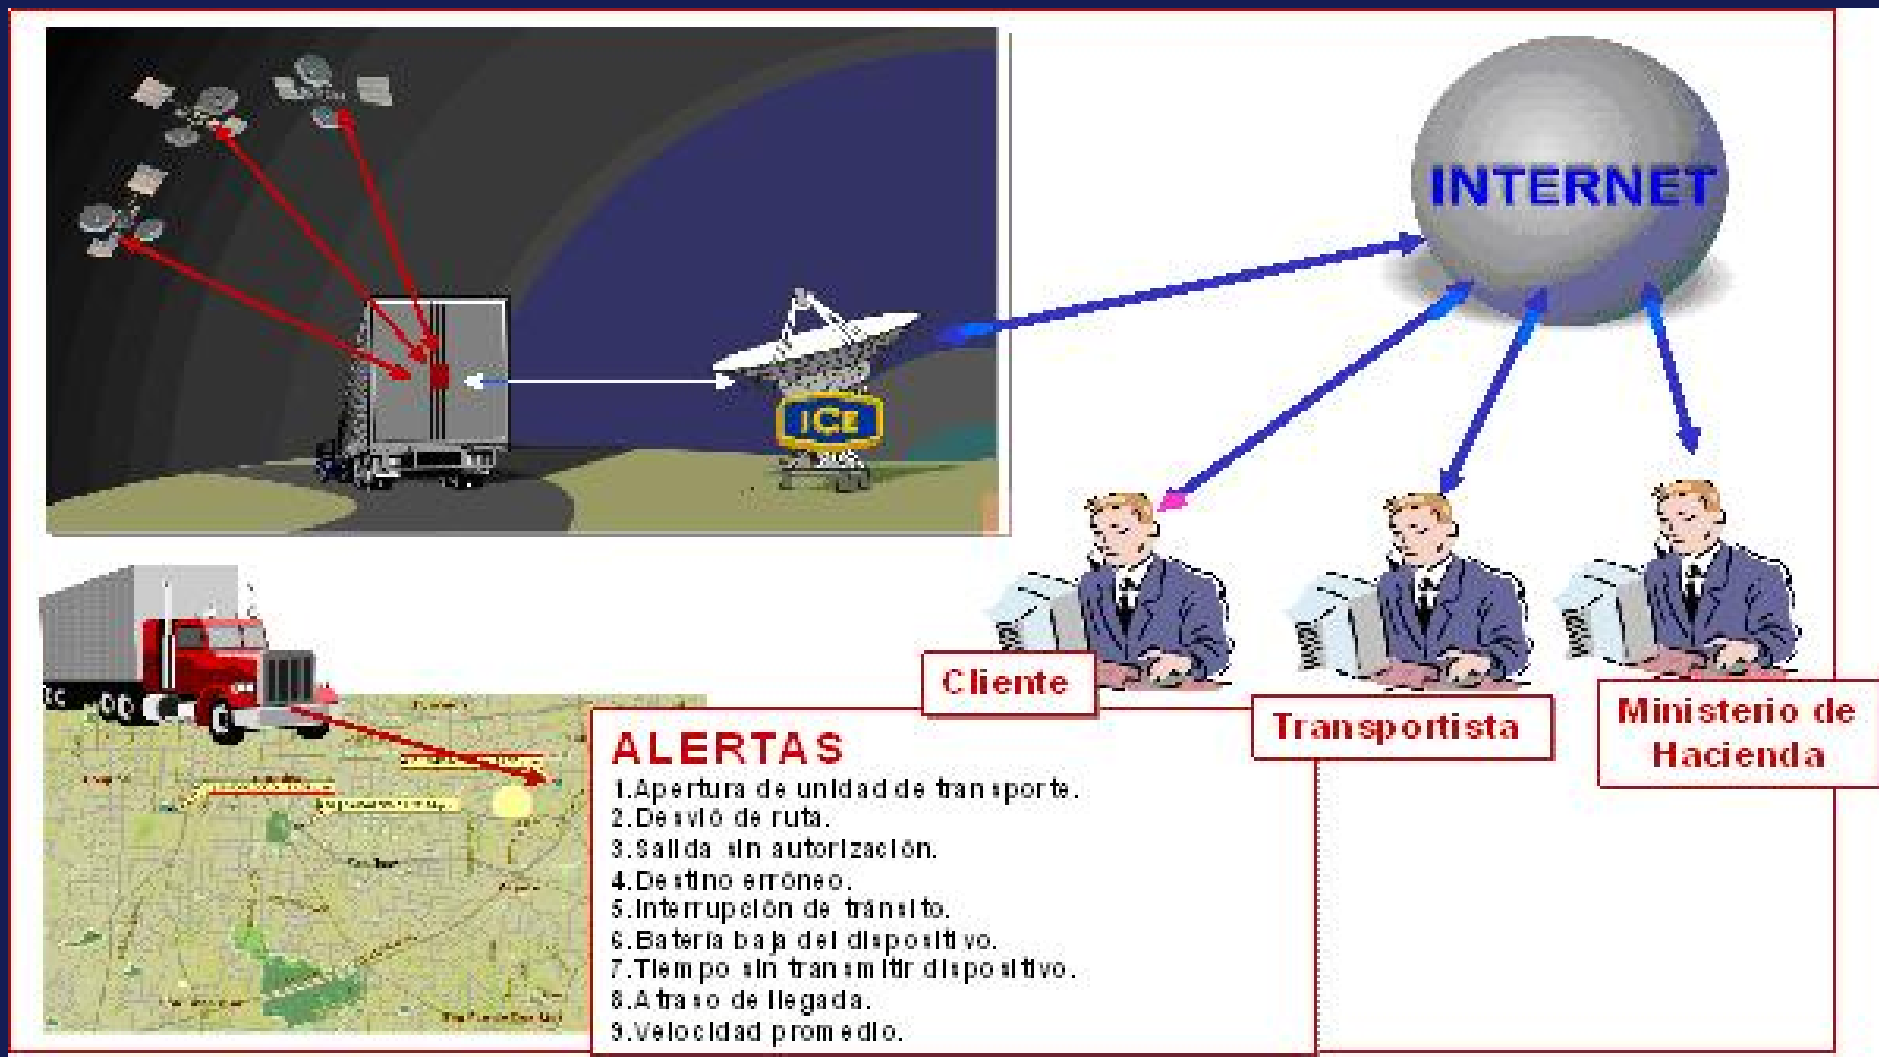 INTERNET
ICE
Cliente
Transportista
Ministerio de
Hacienda
ALERTAS
1.Apertura de unidad de transporte.
2.Desvió de ruta.
3.Salida sin autorización.
4.Destino erróneo.
5.Interrupción de tránsito.
6.Batería baja del dispositivo.
7.Tiempo sin transmitir dispositivo.
8.Atraso de llegada.
9.Velocidad promedio.